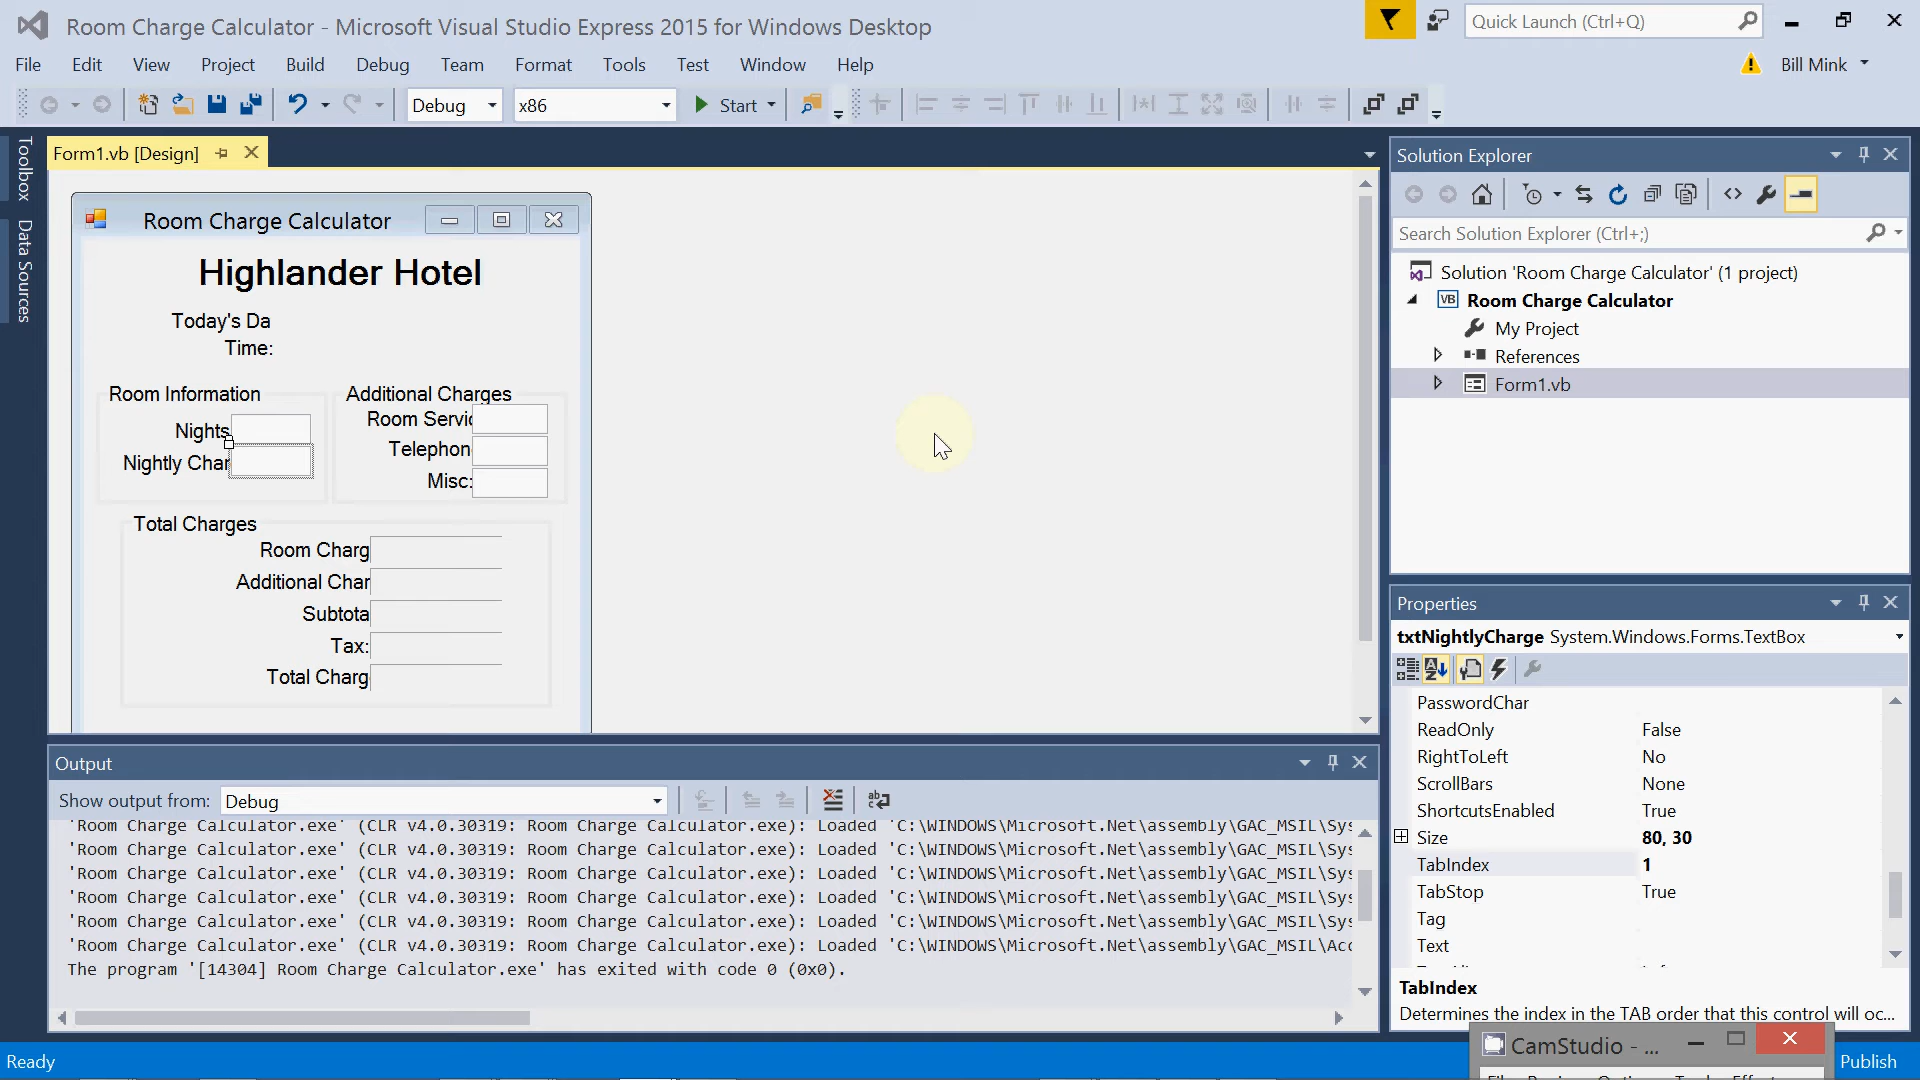 Room Charge Calculator - Microsoft Visual Studio Express 2015 for Windows Desktop
Quick Launch (Ctrl+Q)
File Edit View Project Build Debug Team Format Tools Test Window Help
Bill Mink
Debug x86 Start
Toolbox
Data Sources
Form1.vb [Design]
Room Charge Calculator
Highlander Hotel
Today's Da
Time:
Room Information
Nights
Nightly Char
Additional Charges
Room Servic
Telephon
Misc:
Total Charges
Room Charg
Additional Char
Subtota
Tax:
Total Charg
Output
Show output from: Debug
'Room Charge Calculator.exe' (CLR v4.0.30319: Room Charge Calculator.exe): Loaded 'C:\WINDOWS\Microsoft.Net\assembly\GAC_MSIL\Sys
'Room Charge Calculator.exe' (CLR v4.0.30319: Room Charge Calculator.exe): Loaded 'C:\WINDOWS\Microsoft.Net\assembly\GAC_MSIL\Sys
'Room Charge Calculator.exe' (CLR v4.0.30319: Room Charge Calculator.exe): Loaded 'C:\WINDOWS\Microsoft.Net\assembly\GAC_MSIL\Sys
'Room Charge Calculator.exe' (CLR v4.0.30319: Room Charge Calculator.exe): Loaded 'C:\WINDOWS\Microsoft.Net\assembly\GAC_MSIL\Sys
'Room Charge Calculator.exe' (CLR v4.0.30319: Room Charge Calculator.exe): Loaded 'C:\WINDOWS\Microsoft.Net\assembly\GAC_MSIL\Sys
'Room Charge Calculator.exe' (CLR v4.0.30319: Room Charge Calculator.exe): Loaded 'C:\WINDOWS\Microsoft.Net\assembly\GAC_MSIL\Acc
The program '[14304] Room Charge Calculator.exe' has exited with code 0 (0x0).
Solution Explorer
Search Solution Explorer (Ctrl+;)
Solution 'Room Charge Calculator' (1 project)
VB Room Charge Calculator
My Project
References
Form1.vb
Properties
txtNightlyCharge System.Windows.Forms.TextBox
PasswordChar
ReadOnly False
RightToLeft No
ScrollBars None
ShortcutsEnabled True
Size 80, 30
TabIndex 1
TabStop True
Tag
Text
TabIndex
Determines the index in the TAB order that this control will oc...
CamStudio - ...
Ready
Publish